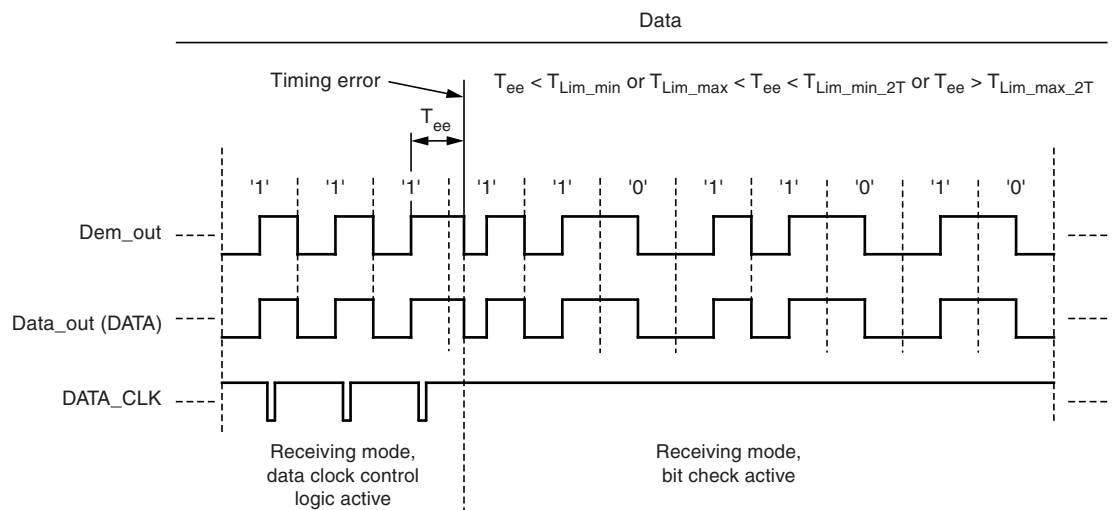 Data
Timing error
T_ee < T_Lim_min or T_Lim_max < T_ee < T_Lim_min_2T or T_ee > T_Lim_max_2T
T_ee
'1' '1' '1' '1' '1' '0' '1' '1' '0' '1' '0'
Dem_out
Data_out (DATA)
DATA_CLK
Receiving mode,
data clock control
logic active
Receiving mode,
bit check active